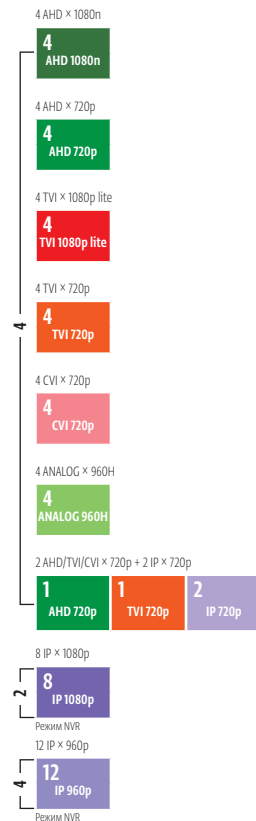 4 AHD × 1080n
4
AHD 1080n
4 AHD × 720p
4
AHD 720p
4 TVI × 1080p lite
4
TVI 1080p lite
4 TVI × 720p
4
TVI 720p
4
4 CVI × 720p
4
CVI 720p
4 ANALOG × 960H
4
ANALOG 960H
2 AHD/TVI/CVI × 720p + 2 IP × 720p
1 1 2
AHD 720p TVI 720p IP 720p
8 IP × 1080p
2
8
IP 1080p
Режим NVR
12 IP × 960p
4
12
IP 960p
Режим NVR